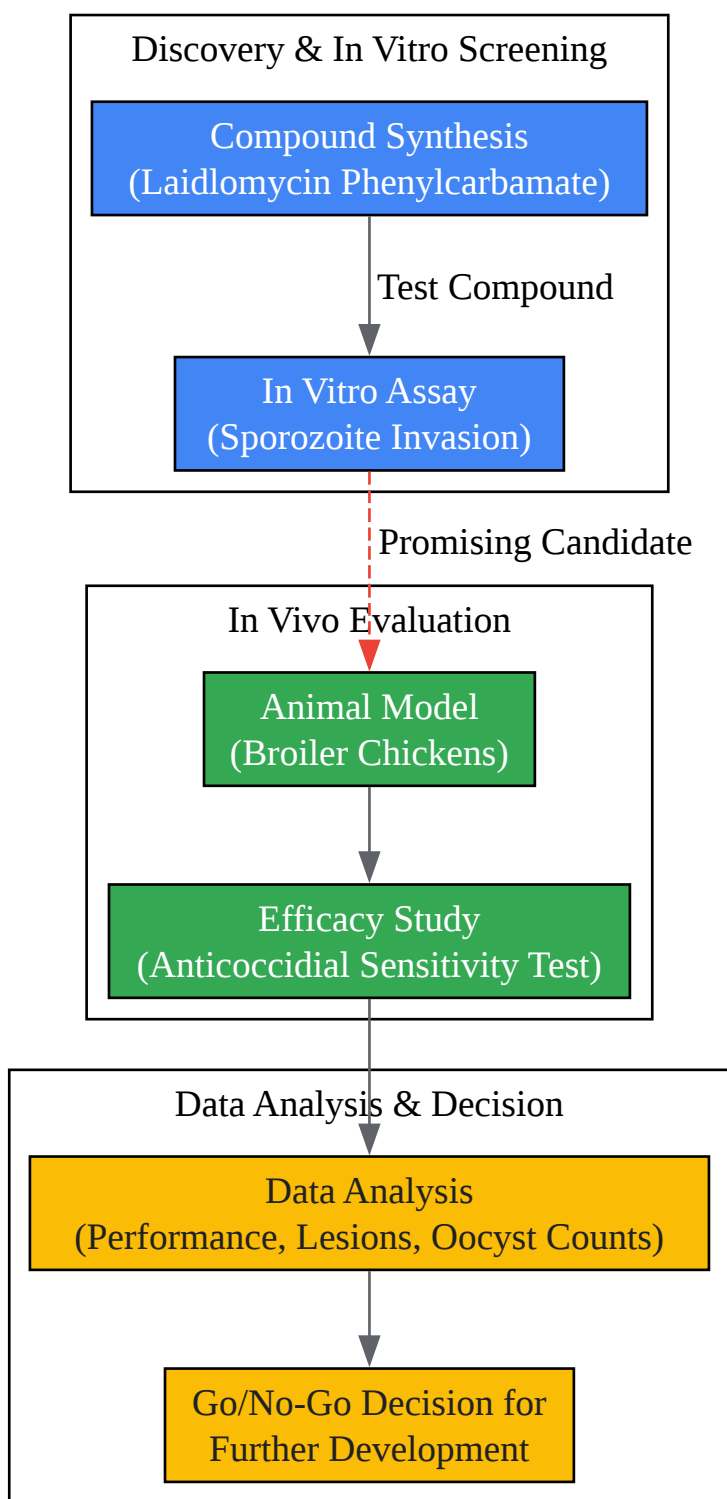 Discovery & In Vitro Screening
Compound Synthesis
(Laidlomycin Phenylcarbamate)
Test Compound
In Vitro Assay
(Sporozoite Invasion)
Promising Candidate
In Vivo Evaluation
Animal Model
(Broiler Chickens)
Efficacy Study
(Anticoccidial Sensitivity Test)
Data Analysis & Decision
Data Analysis
(Performance, Lesions, Oocyst Counts)
Go/No-Go Decision for
Further Development